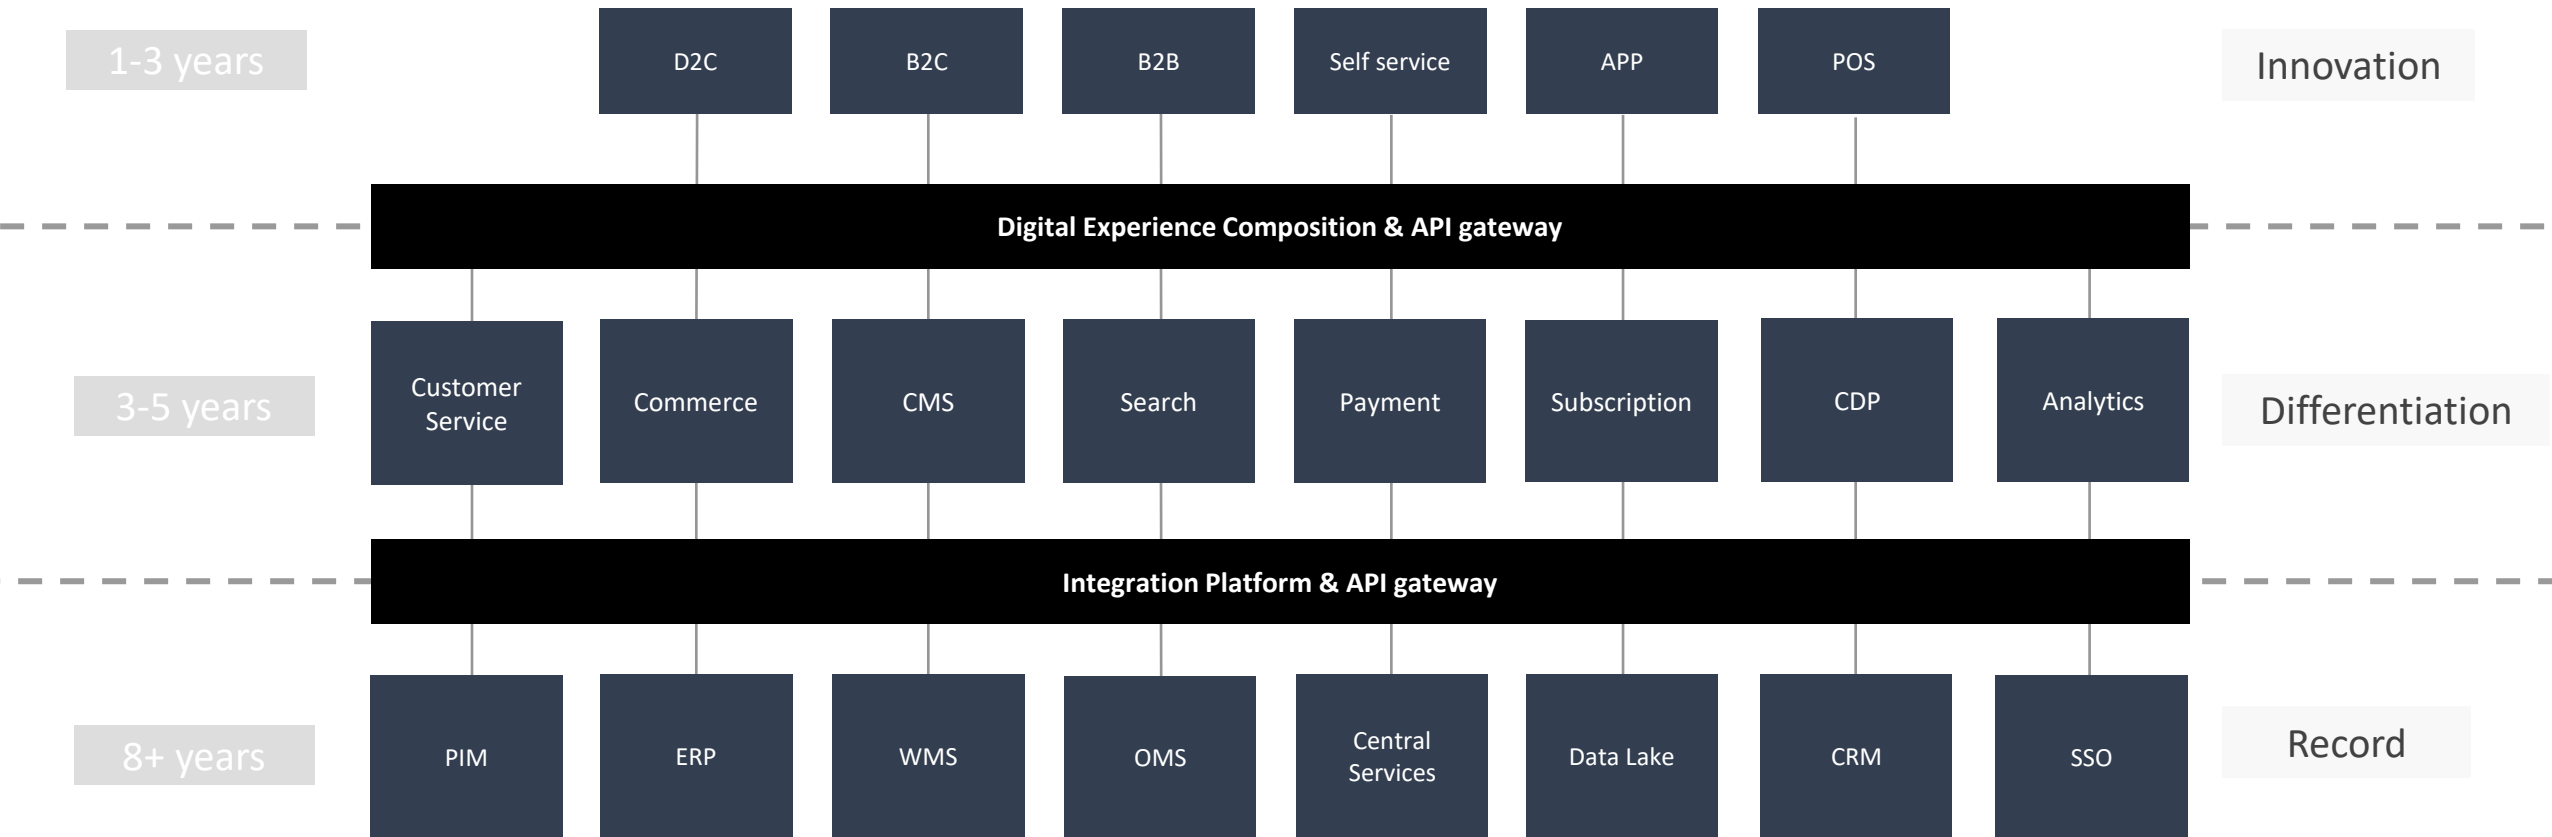 1-3 years
D2C
B2C
B2B
Self service
APP
POS
Innovation
Digital Experience Composition & API gateway
3-5 years
Customer
Service
Commerce
CMS
Search
Payment
Subscription
CDP
Analytics
Differentiation
Integration Platform & API gateway
8+ years
PIM
ERP
WMS
OMS
Central
Services
Data Lake
CRM
SSO
Record